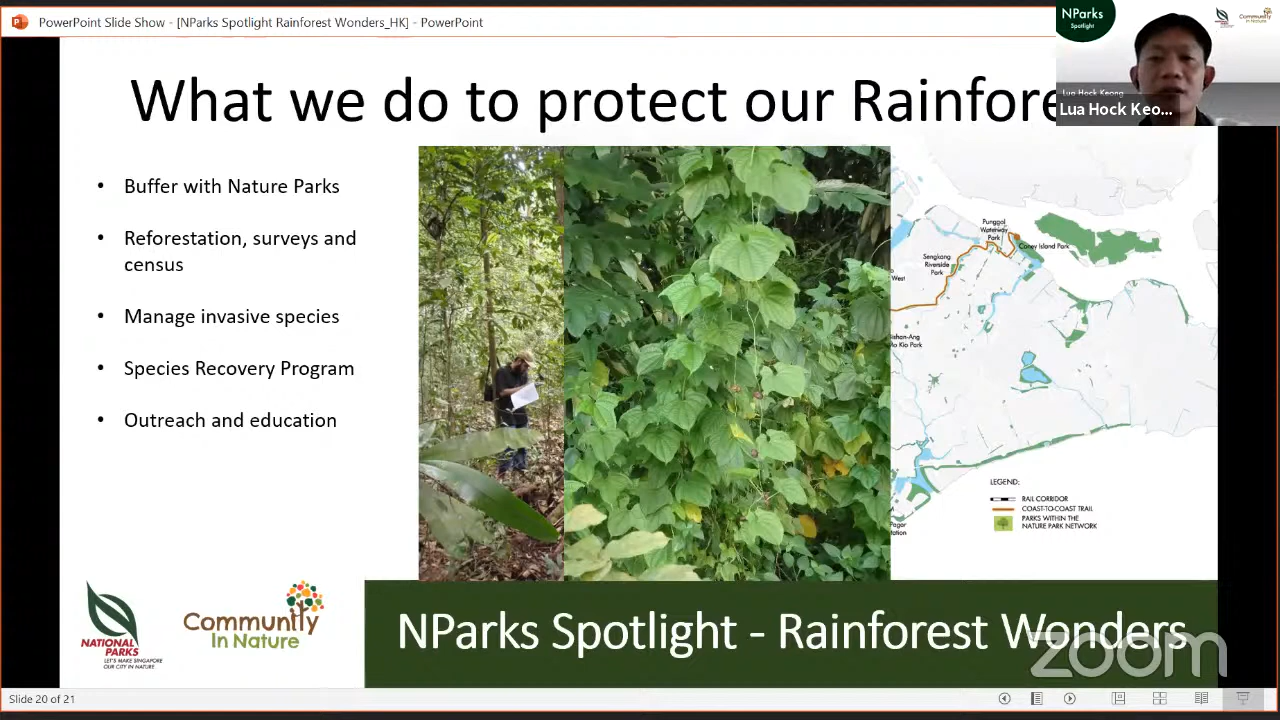 PowerPoint Slide Show - [NParks Spotlight Rainforest Wonders_HK] - PowerPoint
NParks
Spotlight
Community
In Nature
Lua Hock Keong
Lua Hock Keo...
What we do to protect our Rainfore
• Buffer with Nature Parks
• Reforestation, surveys and
census
• Manage invasive species
• Species Recovery Program
• Outreach and education
Punggol
Waterway
Park
Coney Island Park
Sengkang
Riverside
Park
West
ishan-Ang
Mo Kio Park
LEGEND:
RAIL CORRIDOR
COAST-TO-COAST TRAIL
PARKS WITHIN THE
NATURE PARK NETWORK
Pagar
tation
NATIONAL
PARKS
LET'S MAKE SINGAPORE
OUR CITY IN NATURE
Community
In Nature
NParks Spotlight - Rainforest Wonders
zoom
Slide 20 of 21